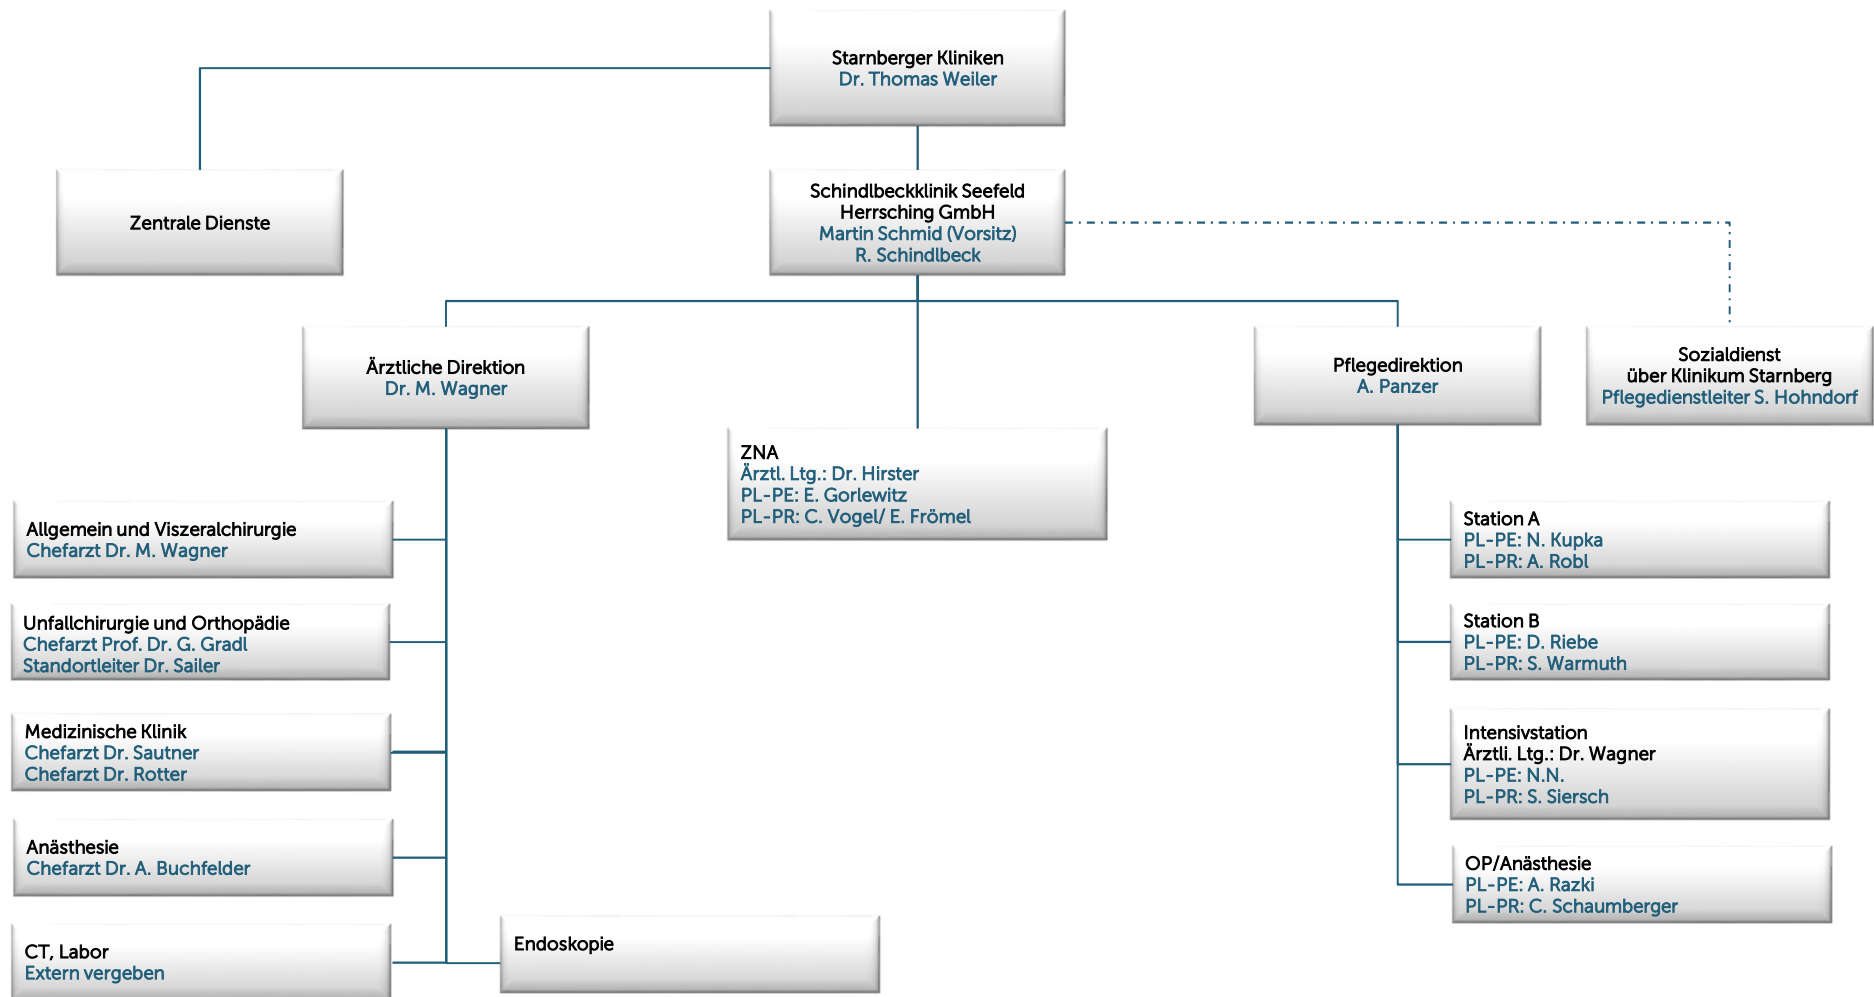 Starnberger Kliniken
Dr. Thomas Weiler
Zentrale Dienste
Schindlbeckklinik Seefeld
Herrsching GmbH
Martin Schmid (Vorsitz)
R. Schindlbeck
Ärztliche Direktion
Dr. M. Wagner
Pflegedirektion
A. Panzer
Sozialdienst
über Klinikum Starnberg
Pflegedienstleiter S. Hohndorf
ZNA
Ärztl. Ltg.: Dr. Hirster
PL-PE: E. Gorlewitz
PL-PR: C. Vogel/ E. Frömel
Allgemein und Viszeralchirurgie
Chefarzt Dr. M. Wagner
Unfallchirurgie und Orthopädie
Chefarzt Prof. Dr. G. Gradl
Standortleiter Dr. Sailer
Medizinische Klinik
Chefarzt Dr. Sautner
Chefarzt Dr. Rotter
Anästhesie
Chefarzt Dr. A. Buchfelder
CT, Labor
Extern vergeben
Endoskopie
Station A
PL-PE: N. Kupka
PL-PR: A. Robl
Station B
PL-PE: D. Riebe
PL-PR: S. Warmuth
Intensivstation
Ärztli. Ltg.: Dr. Wagner
PL-PE: N.N.
PL-PR: S. Siersch
OP/Anästhesie
PL-PE: A. Razki
PL-PR: C. Schaumberger